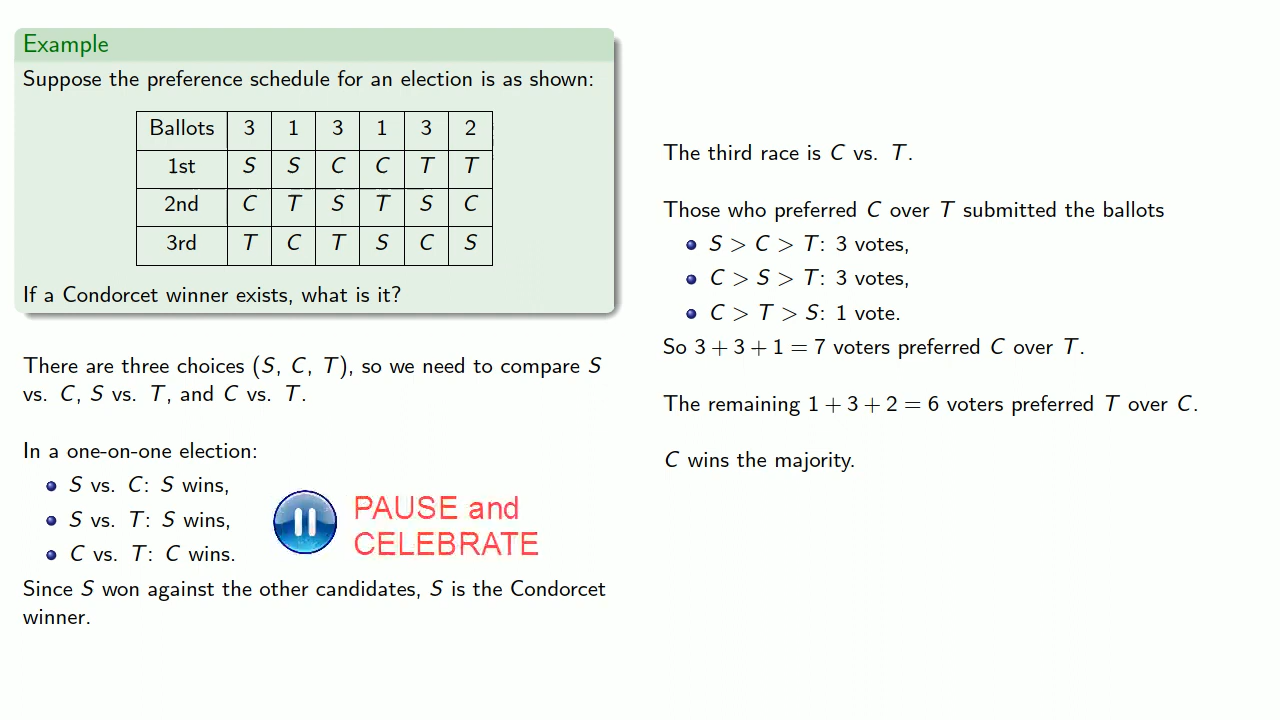 Example
Suppose the preference schedule for an election is as shown:
Ballots 3 1 3 1 3 2
1st S S C C T T
2nd C T S T S C
3rd T C T S C S
If a Condorcet winner exists, what is it?
There are three choices (S, C, T), so we need to compare S
vs. C, S vs. T, and C vs. T.
In a one-on-one election:
S vs. C: S wins,
S vs. T: S wins,
C vs. T: C wins.
PAUSE and
CELEBRATE
Since S won against the other candidates, S is the Condorcet
winner.
The third race is C vs. T.
Those who preferred C over T submitted the ballots
S > C > T: 3 votes,
C > S > T: 3 votes,
C > T > S: 1 vote.
So 3 + 3 + 1 = 7 voters preferred C over T.
The remaining 1 + 3 + 2 = 6 voters preferred T over C.
C wins the majority.